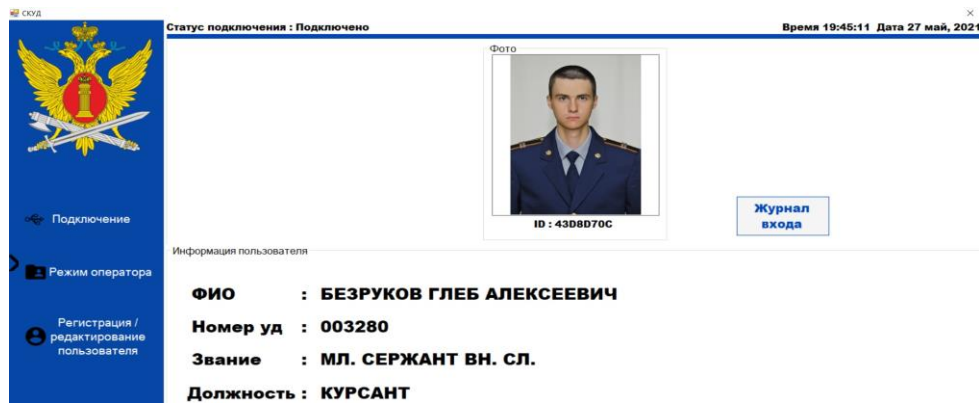 СКУД
Статус подключения : Подключено
Время 19:45:11 Дата 27 май, 2021
Фото
ID : 43D8D70C
Журнал
входа
Подключение
Режим оператора
Регистрация /
редактирование
пользователя
Информация пользователя
ФИО : БЕЗРУКОВ ГЛЕБ АЛЕКСЕЕВИЧ
Номер уд : 003280
Звание : МЛ. СЕРЖАНТ ВН. СЛ.
Должность : КУРСАНТ